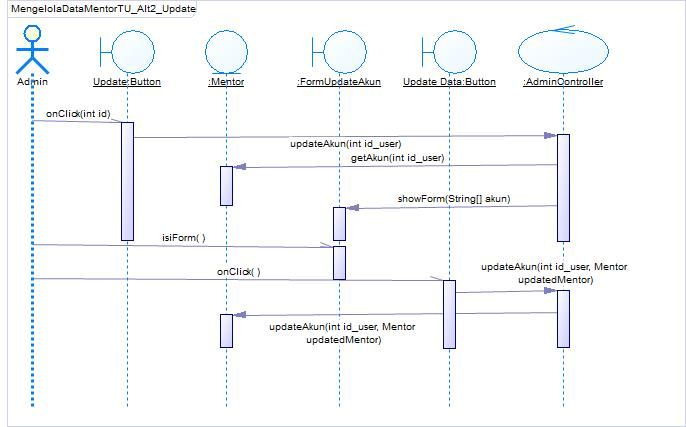 MengelolaDataMentorTU_Alt2_Update
Admin
Update:Button
:Mentor
:FormUpdateAkun
Update Data:Button
:AdminController
onClick(int id)
updateAkun(int id_user)
getAkun(int id_user)
showForm(String[] akun)
isiForm( )
onClick( )
updateAkun(int id_user, Mentor
updatedMentor)
updateAkun(int id_user, Mentor
updatedMentor)